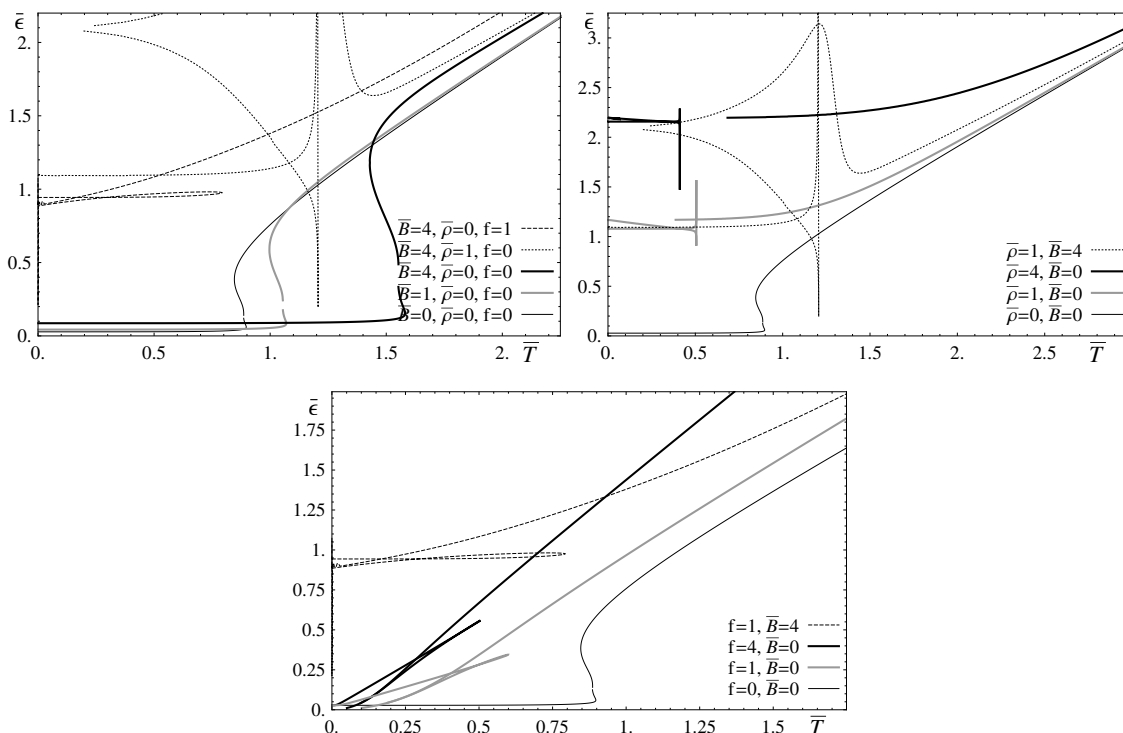 ε̄
2.
1.5
1.
0.5
0.
B̄=4, ρ̄=0, f=1
B̄=4, ρ̄=1, f=0
B̄=4, ρ̄=0, f=0
B̄=1, ρ̄=0, f=0
B̄=0, ρ̄=0, f=0
0. 0.5 1. 1.5 2. T̄
ε̄
3.
2.5
2.
1.5
1.
0.5
0.
ρ̄=1, B̄=4
ρ̄=4, B̄=0
ρ̄=1, B̄=0
ρ̄=0, B̄=0
0. 0.5 1. 1.5 2. 2.5 T̄
ε̄
1.75
1.5
1.25
1.
0.75
0.5
0.25
0.
f=1, B̄=4
f=4, B̄=0
f=1, B̄=0
f=0, B̄=0
0. 0.25 0.5 0.75 1. 1.25 1.5 T̄